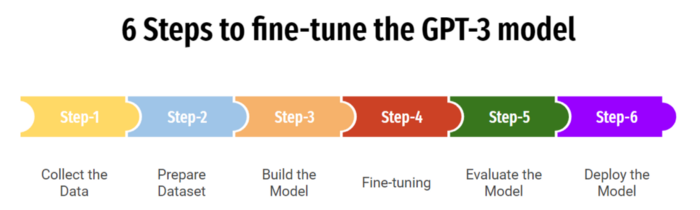 6 Steps to fine-tune the GPT-3 model
Step-1
Step-2
Step-3
Step-4
Step-5
Step-6
Collect the
Data
Prepare
Dataset
Build the
Model
Fine-tuning
Evaluate the
Model
Deploy the
Model